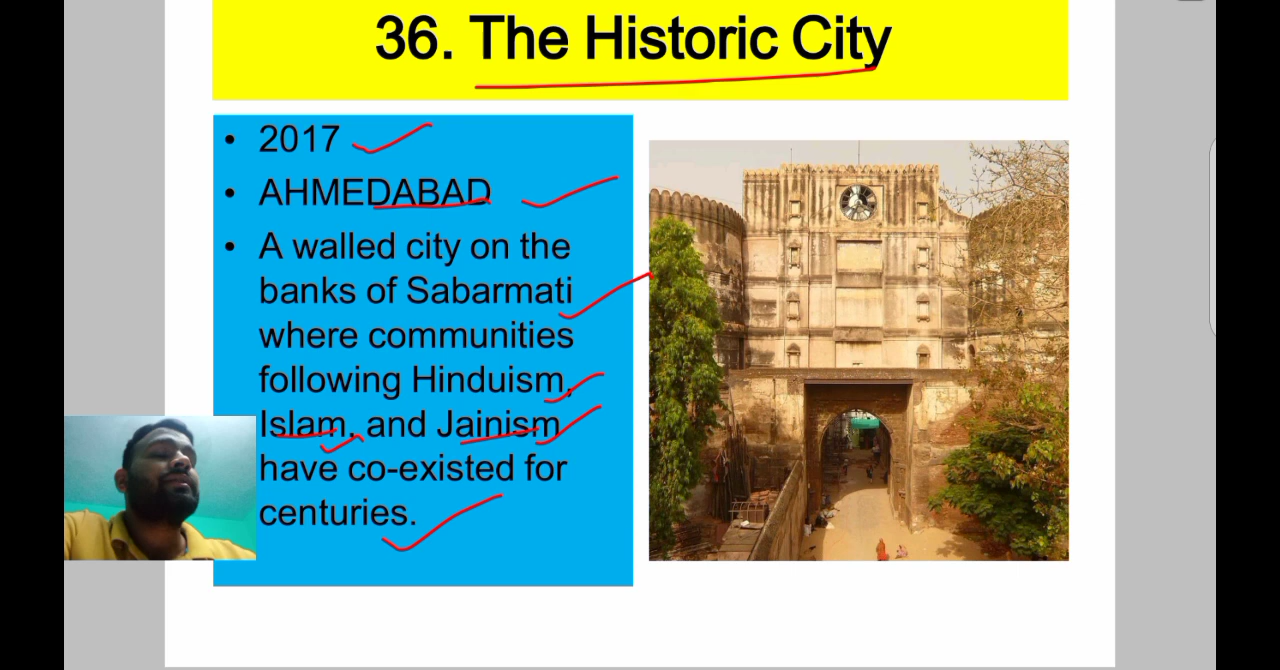 36. The Historic City
• 2017
• AHMEDABAD
• A walled city on the
banks of Sabarmati
where communities
following Hinduism,
Islam, and Jainism
have co-existed for
centuries.